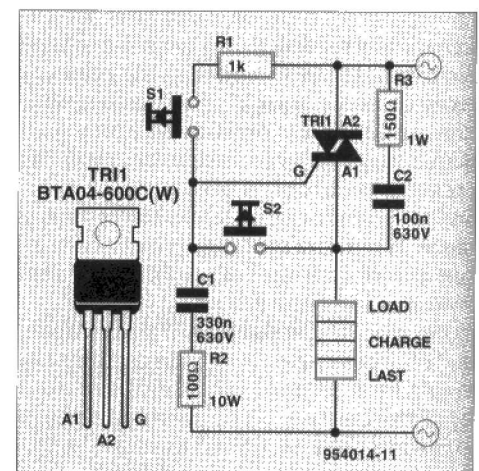 R1
1k
S1
R3
150Ω
1W
TRI1
A2
G
A1
TRI1
BTA04-600C(W)
S2
C2
100n
630V
C1
330n
630V
R2
100Ω
10W
LOAD
CHARGE
LAST
A1
A2
G
954014-11